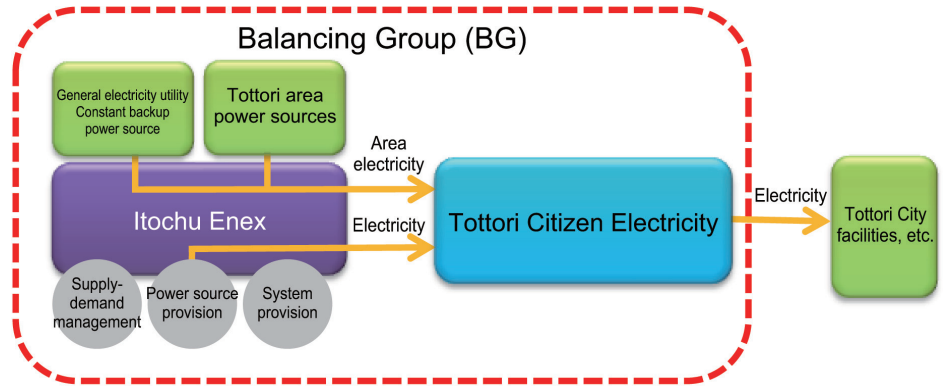 Balancing Group (BG)
General electricity utility
Constant backup
power source
Tottori area
power sources
Area
electricity
Itochu Enex
Electricity
Tottori Citizen Electricity
Electricity
Tottori City
facilities, etc.
Supply-
demand
management
Power source
provision
System
provision